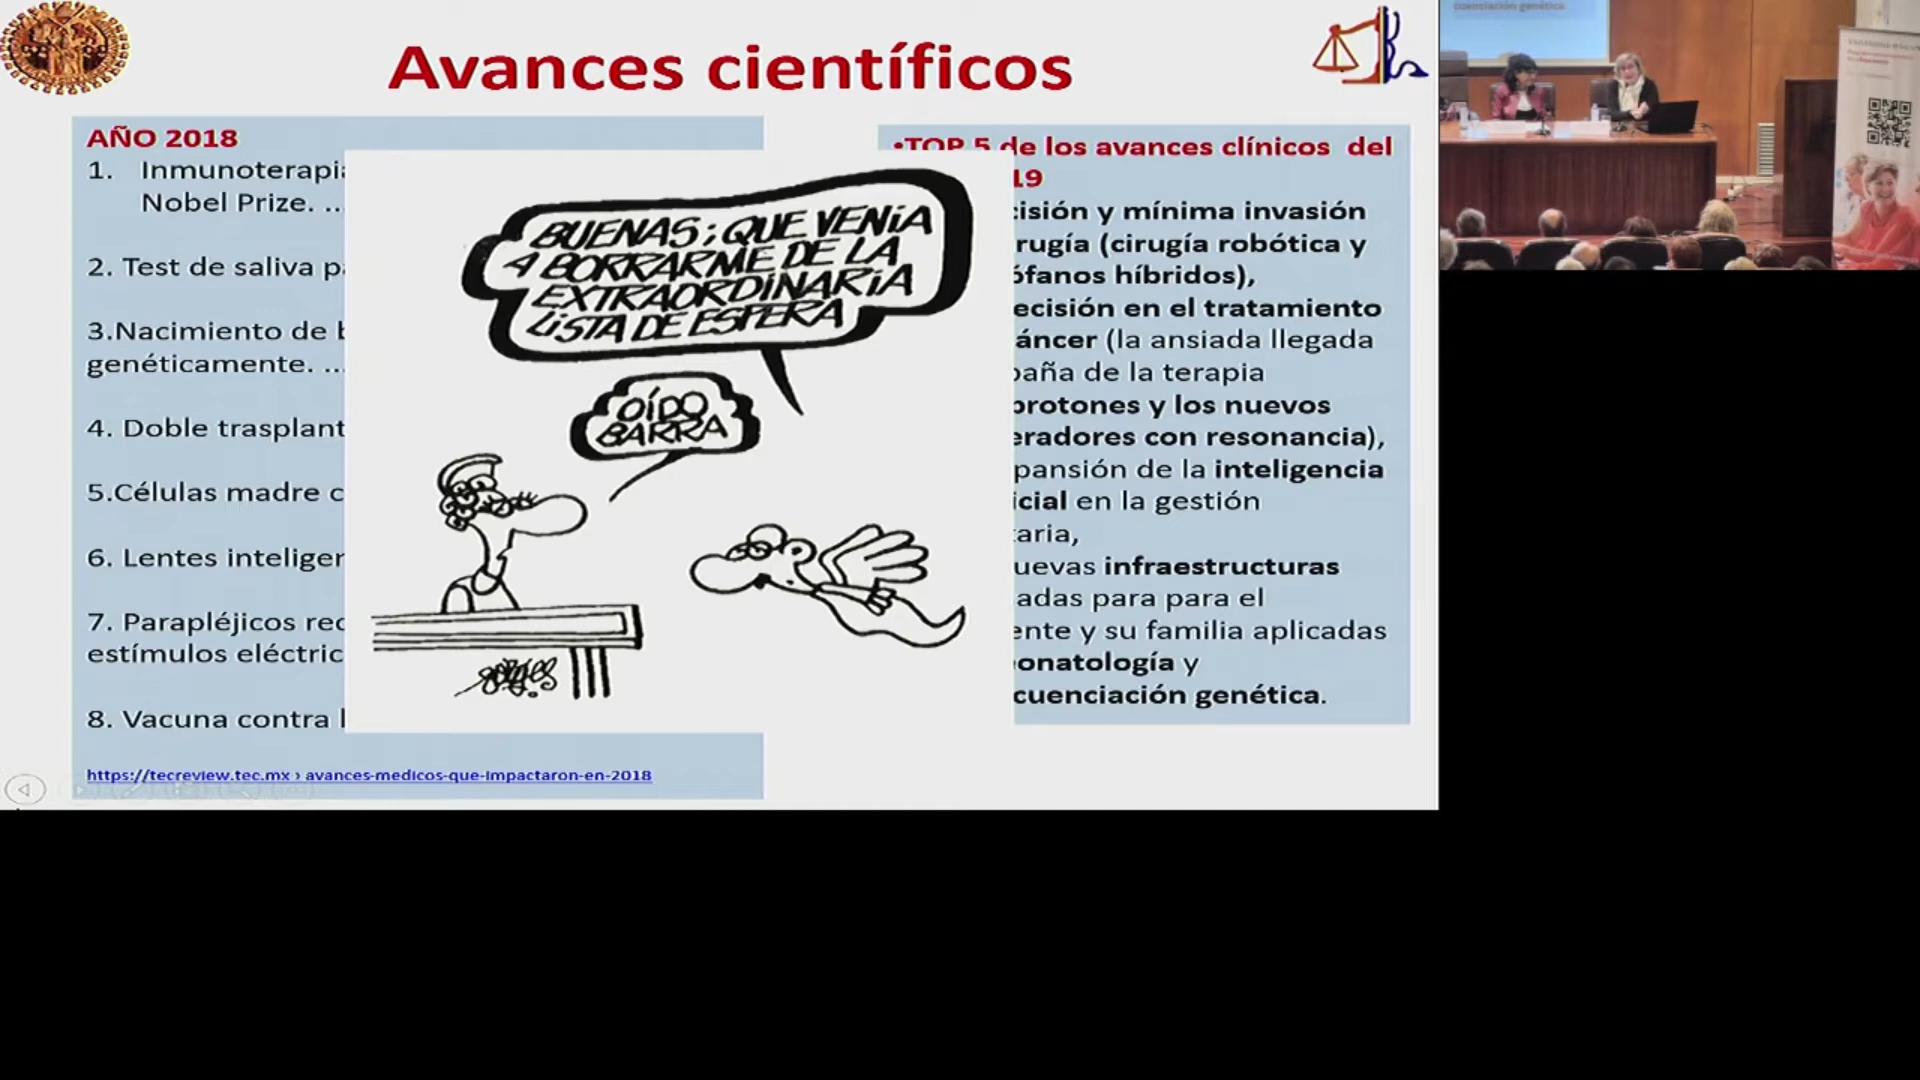 Avances científicos
AÑO 2018
1. Inmunoterapia
Nobel Prize. ...
2. Test de saliva
3.Nacimiento de
genéticamente. ...
4. Doble trasplant
5.Células madre
6. Lentes inteligen
7. Parapléjicos
estímulos eléctric
8. Vacuna contra
https://tecreview.tec.mx › avances-medicos-que-impactaron-en-2018
BUENAS; QUE VENÍA
A BORRARME DE LA
EXTRAORDINARIA
LISTA DE ESPERA
OÍDO
BARRA
•TOP 5 de los avances clínicos del
19
cisión y mínima invasión
rugía (cirugía robótica y
ófanos híbridos),
ecisión en el tratamiento
áncer (la ansiada llegada
paña de la terapia
protones y los nuevos
eradores con resonancia),
pansión de la inteligencia
icial en la gestión
taria,
uevas infraestructuras
adas para para el
ente y su familia aplicadas
eonatología y
cuenciación genética.
cuenciación genética